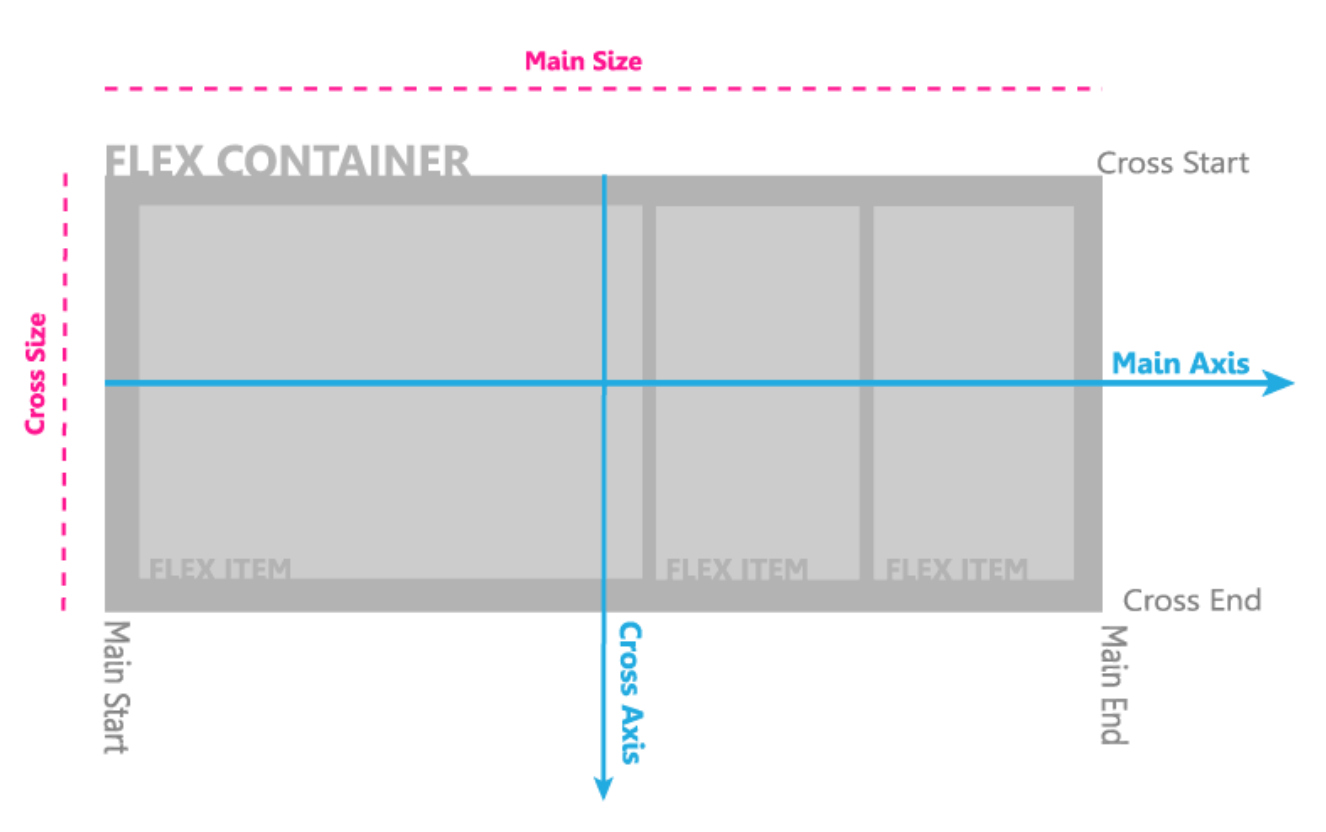 Main Size
FLEX CONTAINER
Cross Start
Cross Size
Main Axis
FLEX ITEM
FLEX ITEM
FLEX ITEM
Cross End
Main Start
Cross Axis
Main End